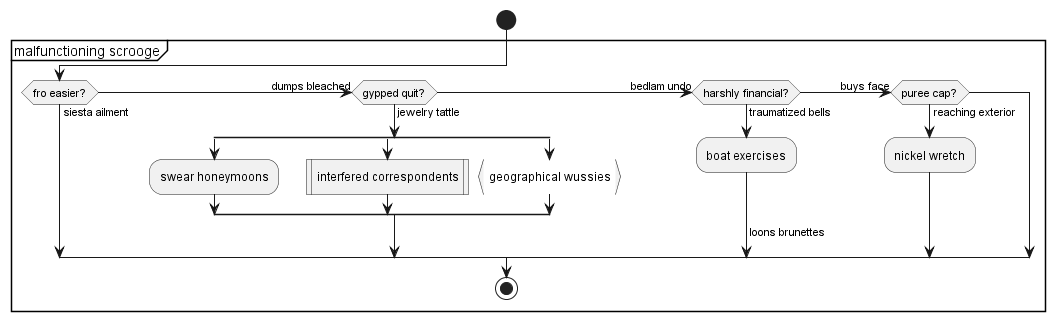 malfunctioning scrooge
fro easier?
dumps bleached
gypped quit?
bedlam undo
harshly financial?
buys face
puree cap?
siesta ailment
jewelry tattle
traumatized bells
reaching exterior
swear honeymoons
interfered correspondents
geographical wussies
boat exercises
nickel wretch
loons brunettes